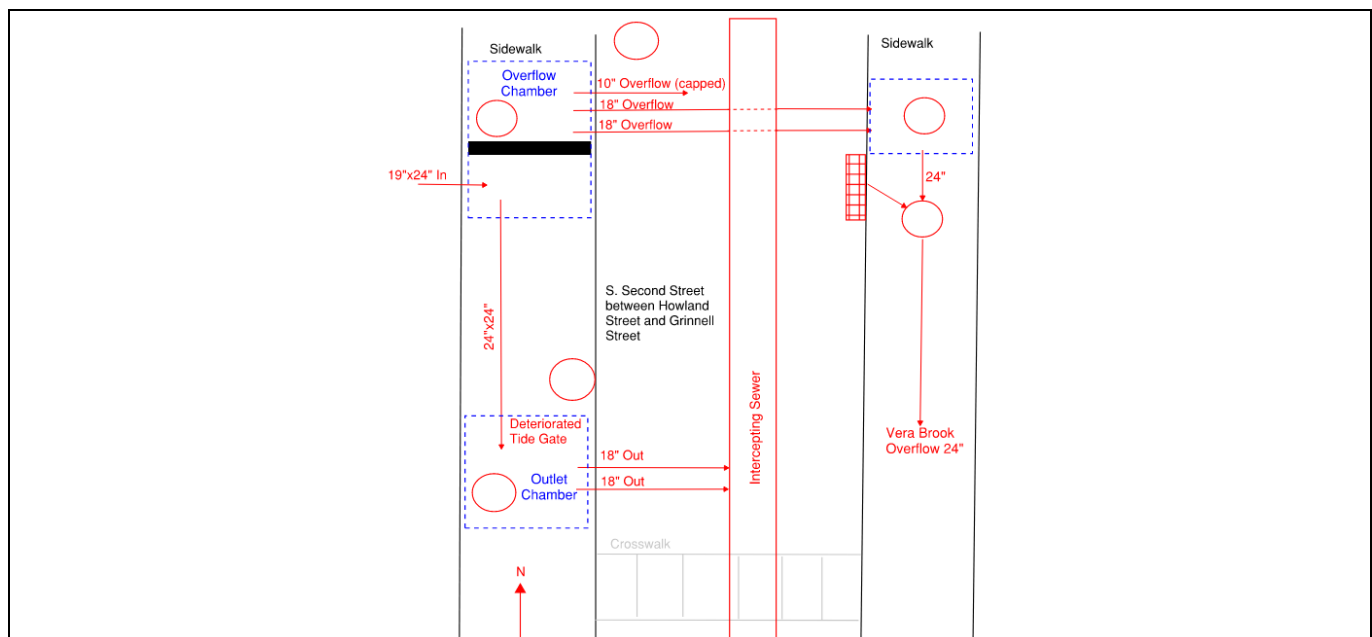 Sidewalk
Sidewalk
Overflow
Chamber
10" Overflow (capped)
18" Overflow
18" Overflow
19"x24" In
24"
S. Second Street
between Howland
Street and Grinnell
Street
24"x24"
Intercepting Sewer
Deteriorated
Tide Gate
Vera Brook
Overflow 24"
18" Out
Outlet
Chamber
18" Out
Crosswalk
N